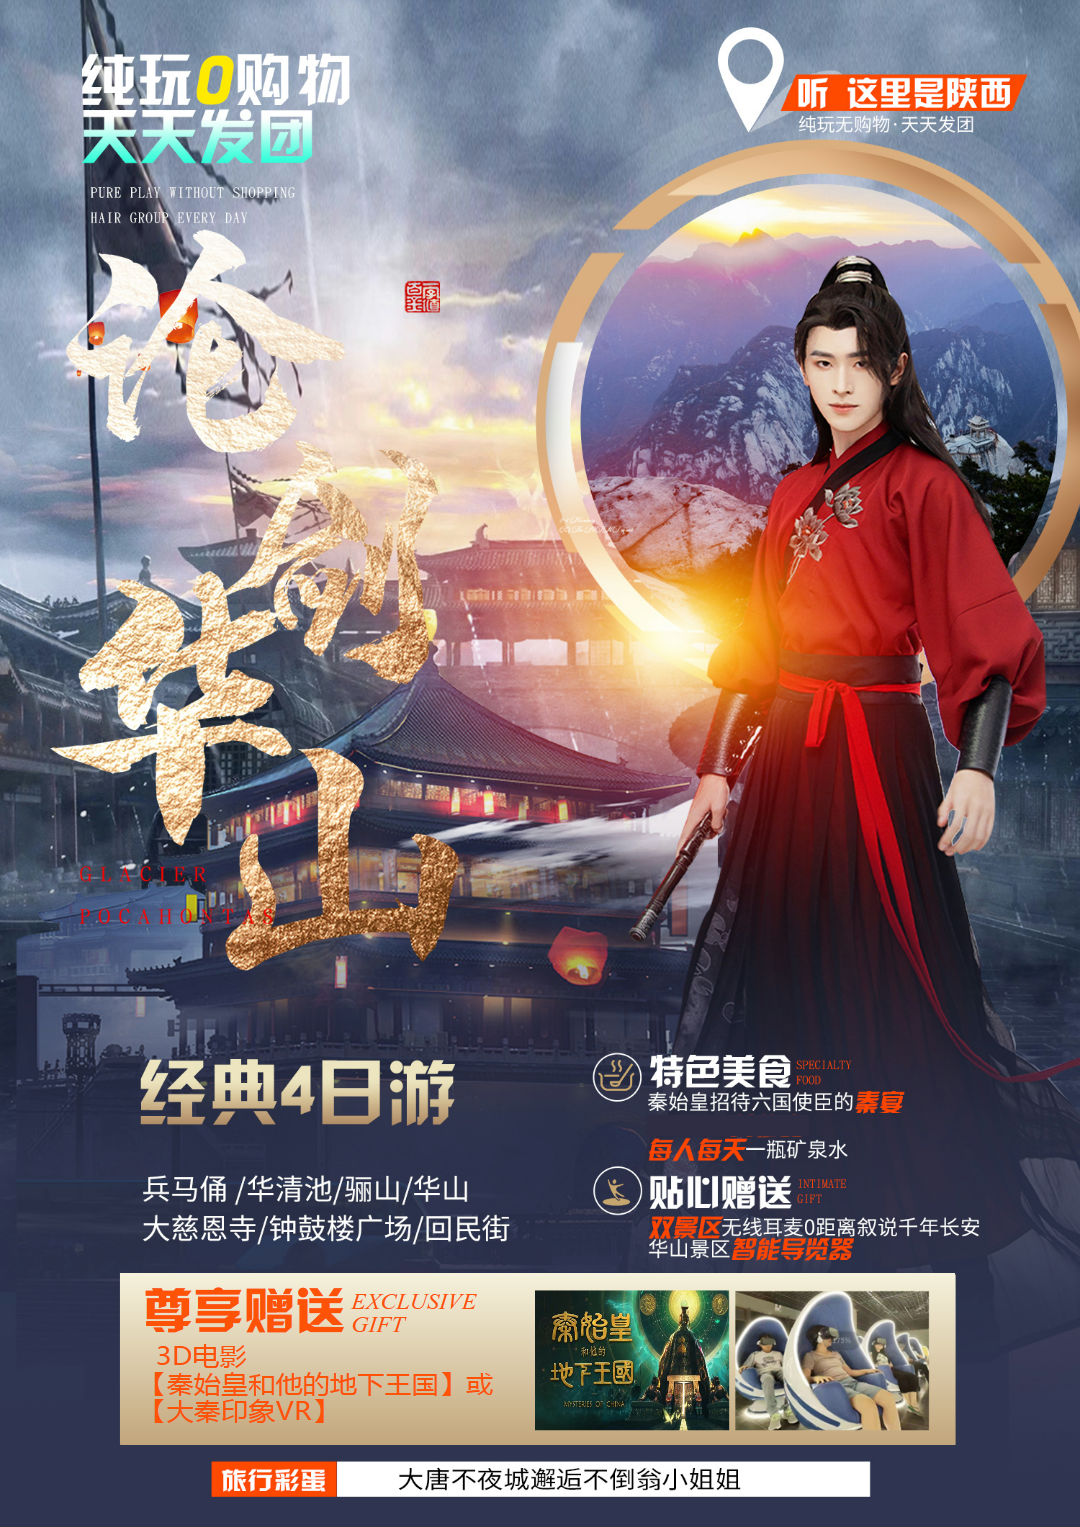 纯玩0购物
天天发团
PURE PLAY WITHOUT SHOPPING
HAIR GROUP EVERY DAY
听 这里是陕西
纯玩无购物·天天发团
论剑华山
GLACIER
POCAHONTAS
经典4日游
兵马俑 /华清池/骊山/华山
大慈恩寺/钟鼓楼广场/回民街
特色美食 SPECIALTY
FOOD
秦始皇招待六国使臣的秦宴
每人每天一瓶矿泉水
贴心赠送 INTIMATE
GIFT
双景区无线耳麦0距离叙说千年长安
华山景区智能导览器
尊享赠送 EXCLUSIVE
GIFT
3D电影
【秦始皇和他的地下王国】或
【大秦印象VR】
秦始皇
和他的
地下王國
MYSTERIES OF CHINA
旅行彩蛋 大唐不夜城邂逅不倒翁小姐姐